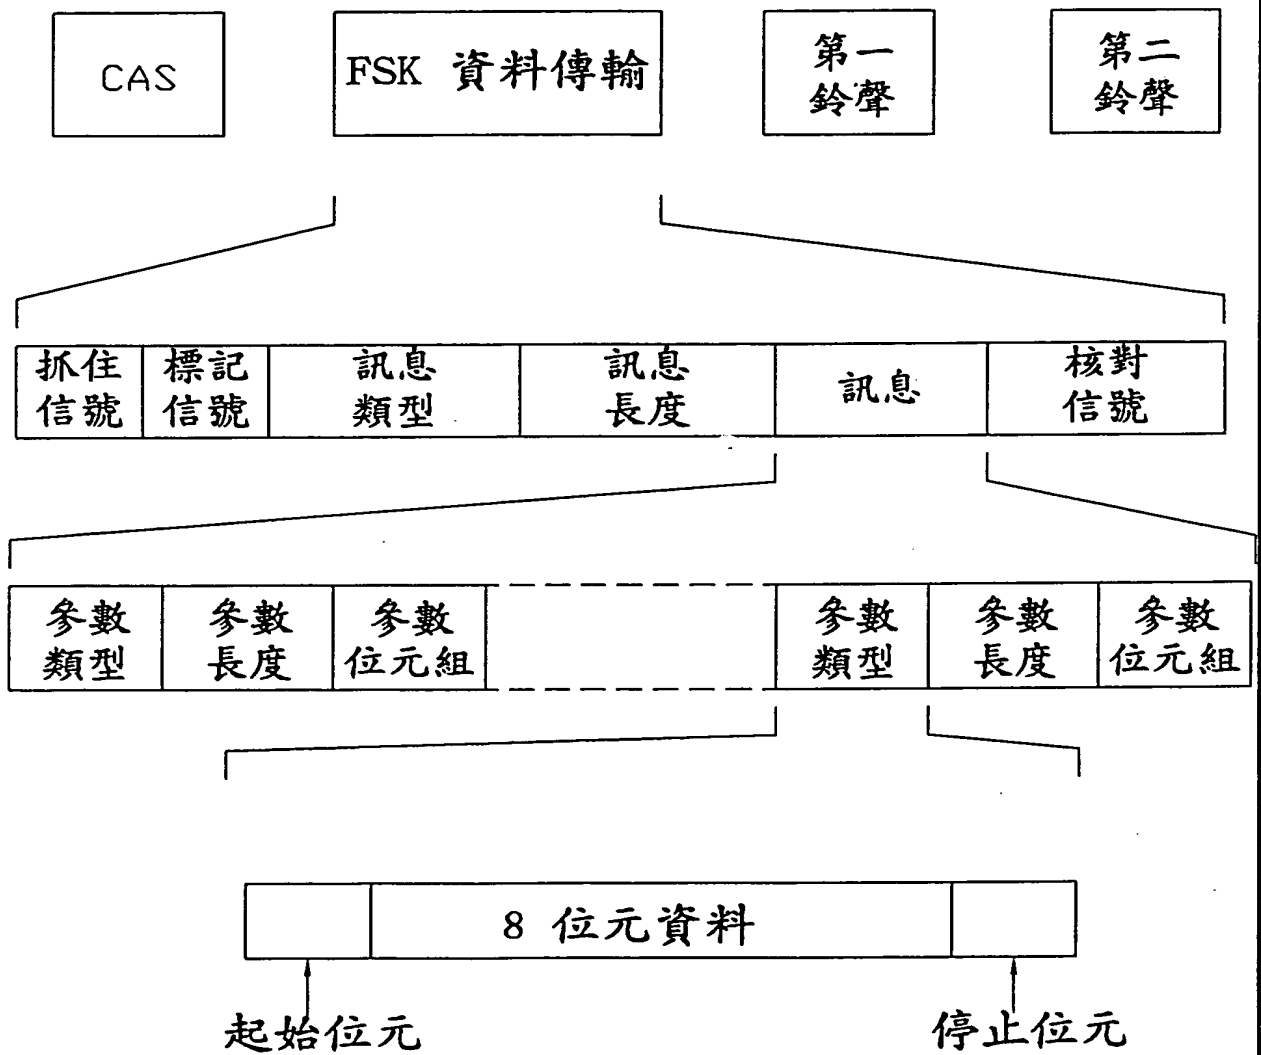 CAS
FSK 資料傳輸
第一
鈴聲
第二
鈴聲
抓住
信號
標記
信號
訊息
類型
訊息
長度
訊息
核對
信號
參數
類型
參數
長度
參數
位元組
參數
類型
參數
長度
參數
位元組
8 位元資料
起始位元
停止位元